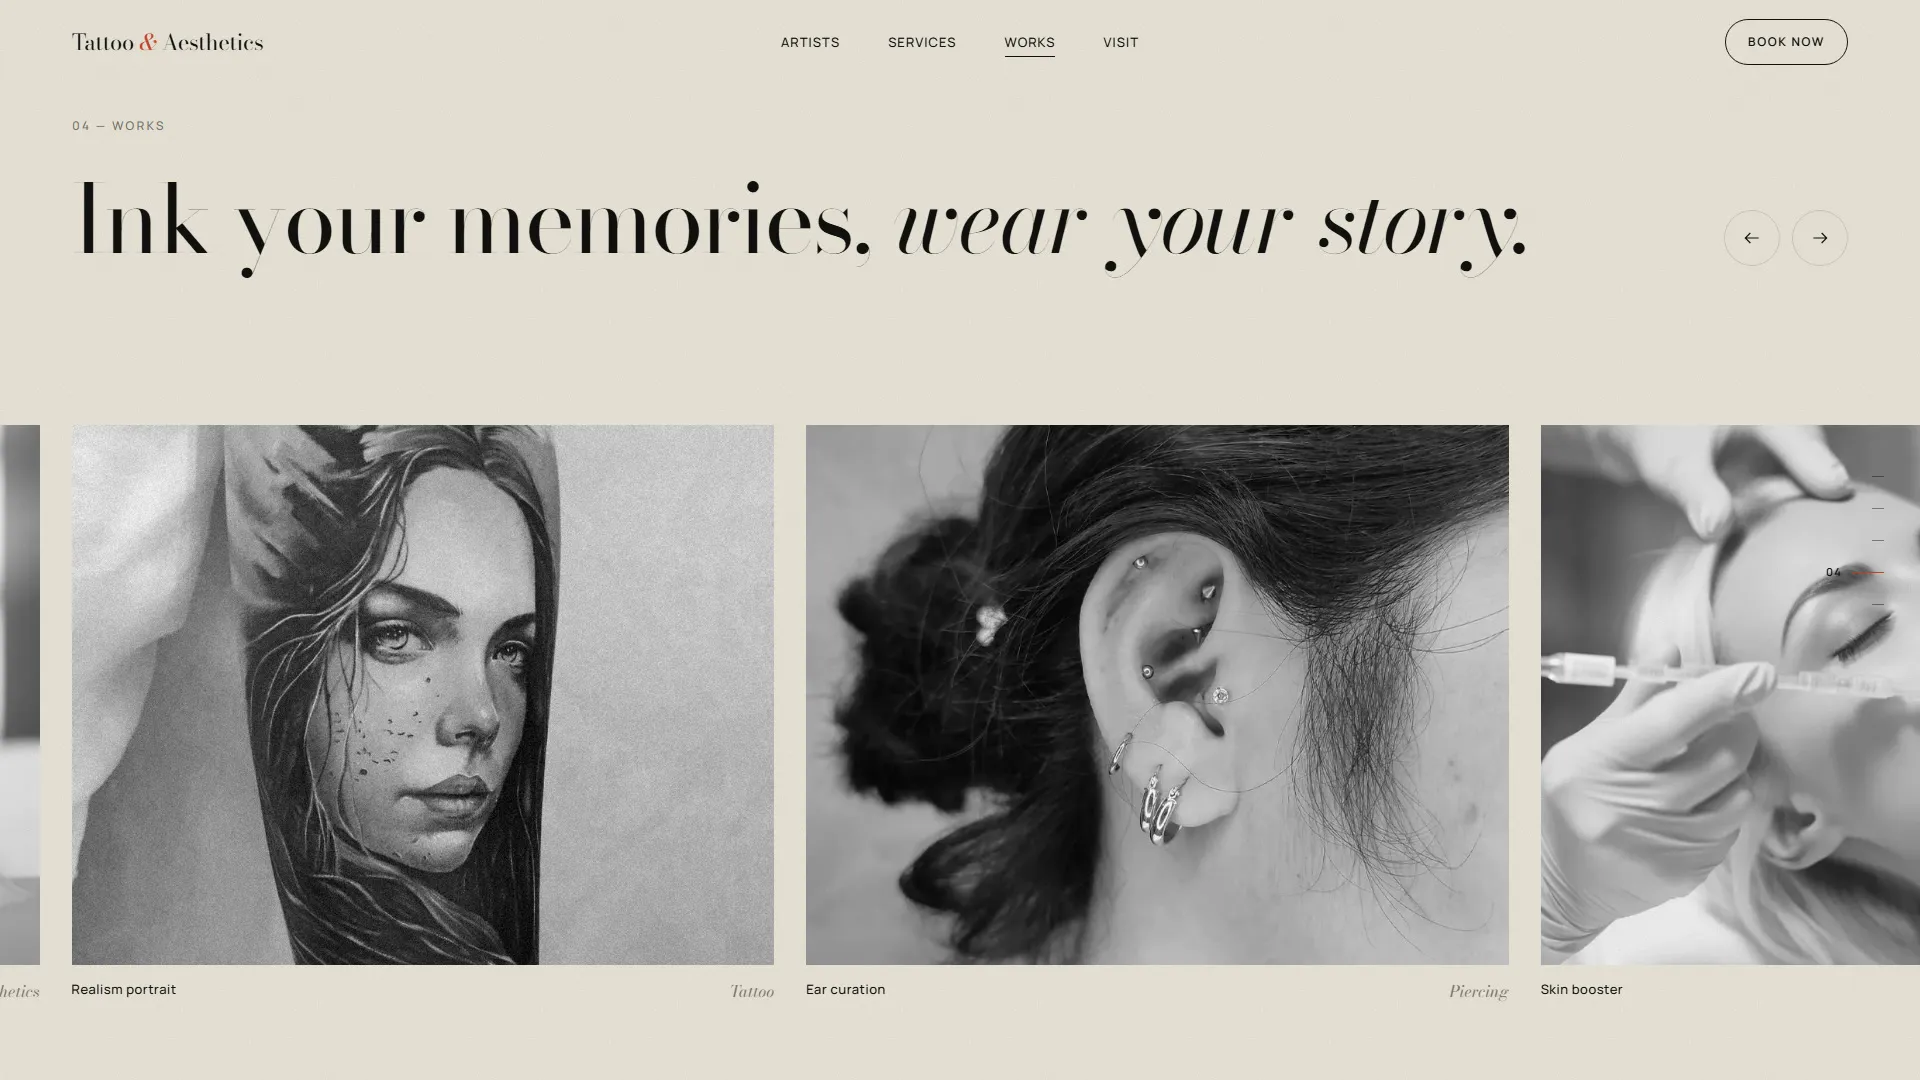 Tattoo & Aesthetics
ARTISTS
SERVICES
WORKS
VISIT
BOOK NOW
04 — WORKS
Ink your memories, wear your story.
04
hetics
Realism portrait
Tattoo
Ear curation
Piercing
Skin booster